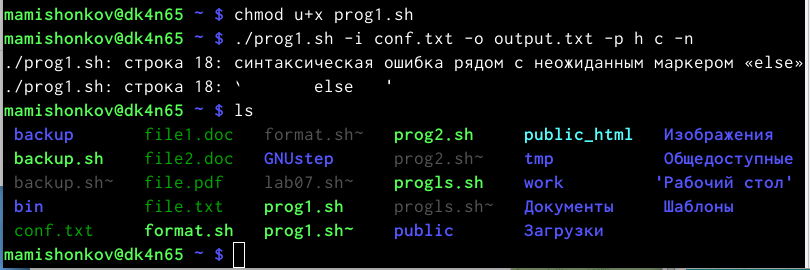 mamishonkov@dk4n65 ~ $ chmod u+x prog1.sh
mamishonkov@dk4n65 ~ $ ./prog1.sh -i conf.txt -o output.txt -p h c -n
./prog1.sh: строка 18: синтаксическая ошибка рядом с неожиданным маркером «else»
./prog1.sh: строка 18: `       else   '
mamishonkov@dk4n65 ~ $ ls
backup file1.doc format.sh~ prog2.sh public_html Изображения
backup.sh file2.doc GNUstep prog2.sh~ tmp Общедоступные
backup.sh~ file.pdf lab07.sh~ progls.sh work 'Рабочий стол'
bin file.txt prog1.sh progls.sh~ Документы Шаблоны
conf.txt format.sh prog1.sh~ public Загрузки
mamishonkov@dk4n65 ~ $